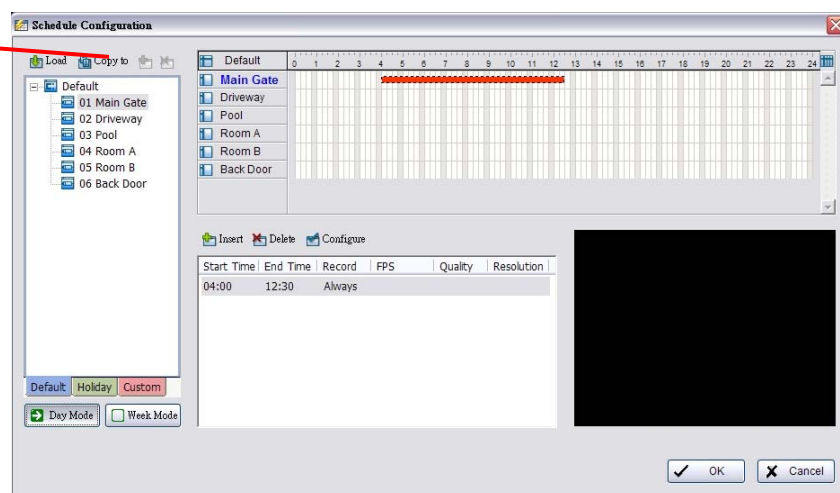 Schedule Configuration
Load Copy to
Default
01 Main Gate
02 Driveway
03 Pool
04 Room A
05 Room B
06 Back Door
Default Holiday Custom
Day Mode Week Mode
Default 0 1 2 3 4 5 6 7 8 9 10 11 12 13 14 15 16 17 18 19 20 21 22 23 24
Main Gate
Driveway
Pool
Room A
Room B
Back Door
Insert Delete Configure
Start Time End Time Record FPS Quality Resolution
04:00 12:30 Always
OK Cancel